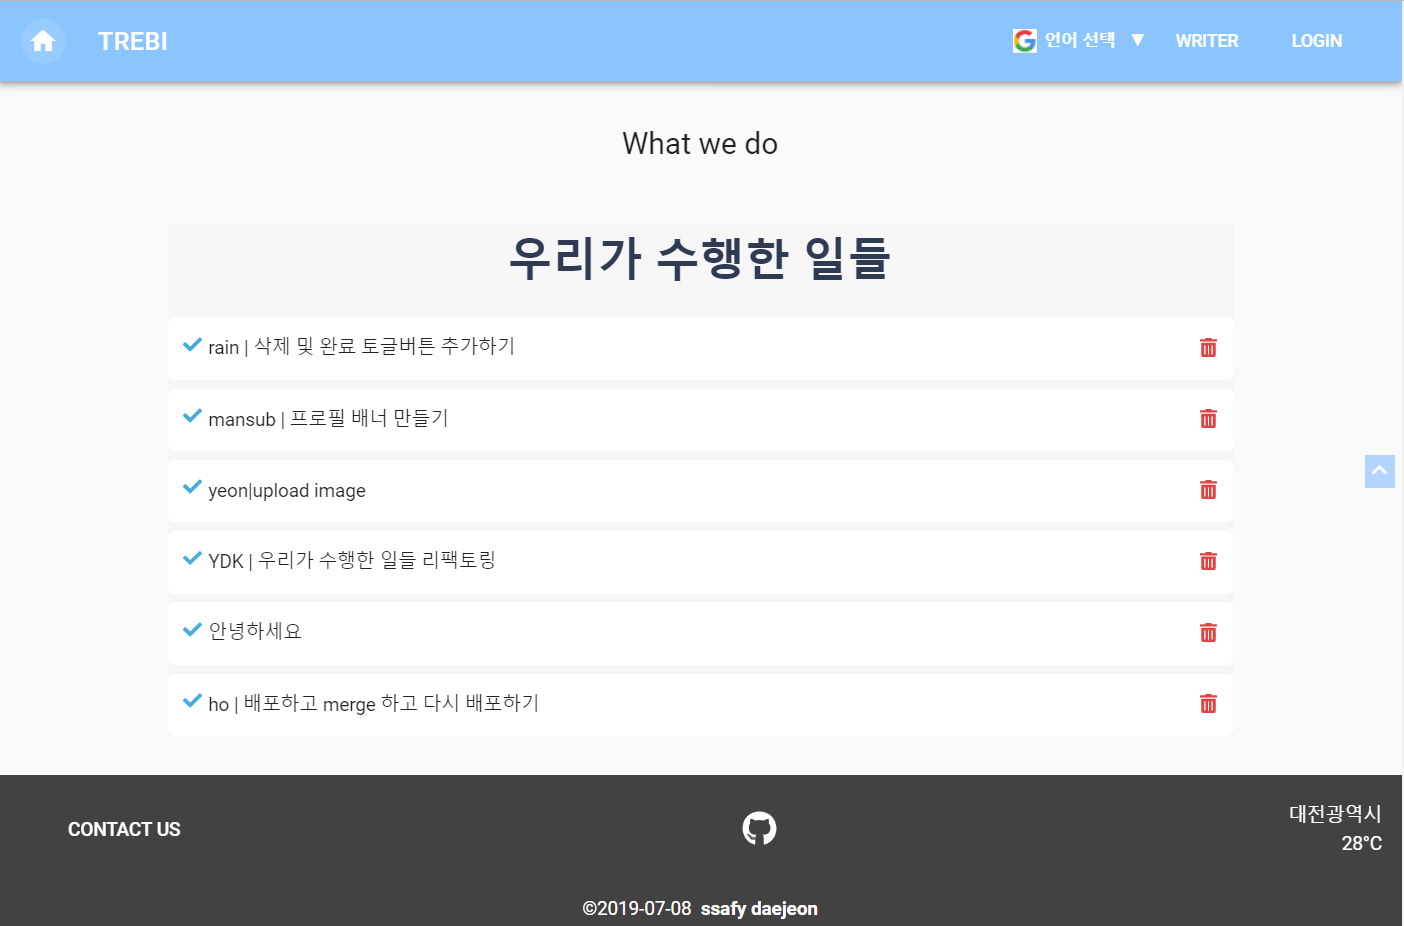 TREBI
언어 선택 ▼
WRITER
LOGIN
What we do
우리가 수행한 일들
rain | 삭제 및 완료 토글버튼 추가하기
mansub | 프로필 배너 만들기
yeon|upload image
YDK | 우리가 수행한 일들 리팩토링
안녕하세요
ho | 배포하고 merge 하고 다시 배포하기
CONTACT US
대전광역시
28°C
©2019-07-08 ssafy daejeon